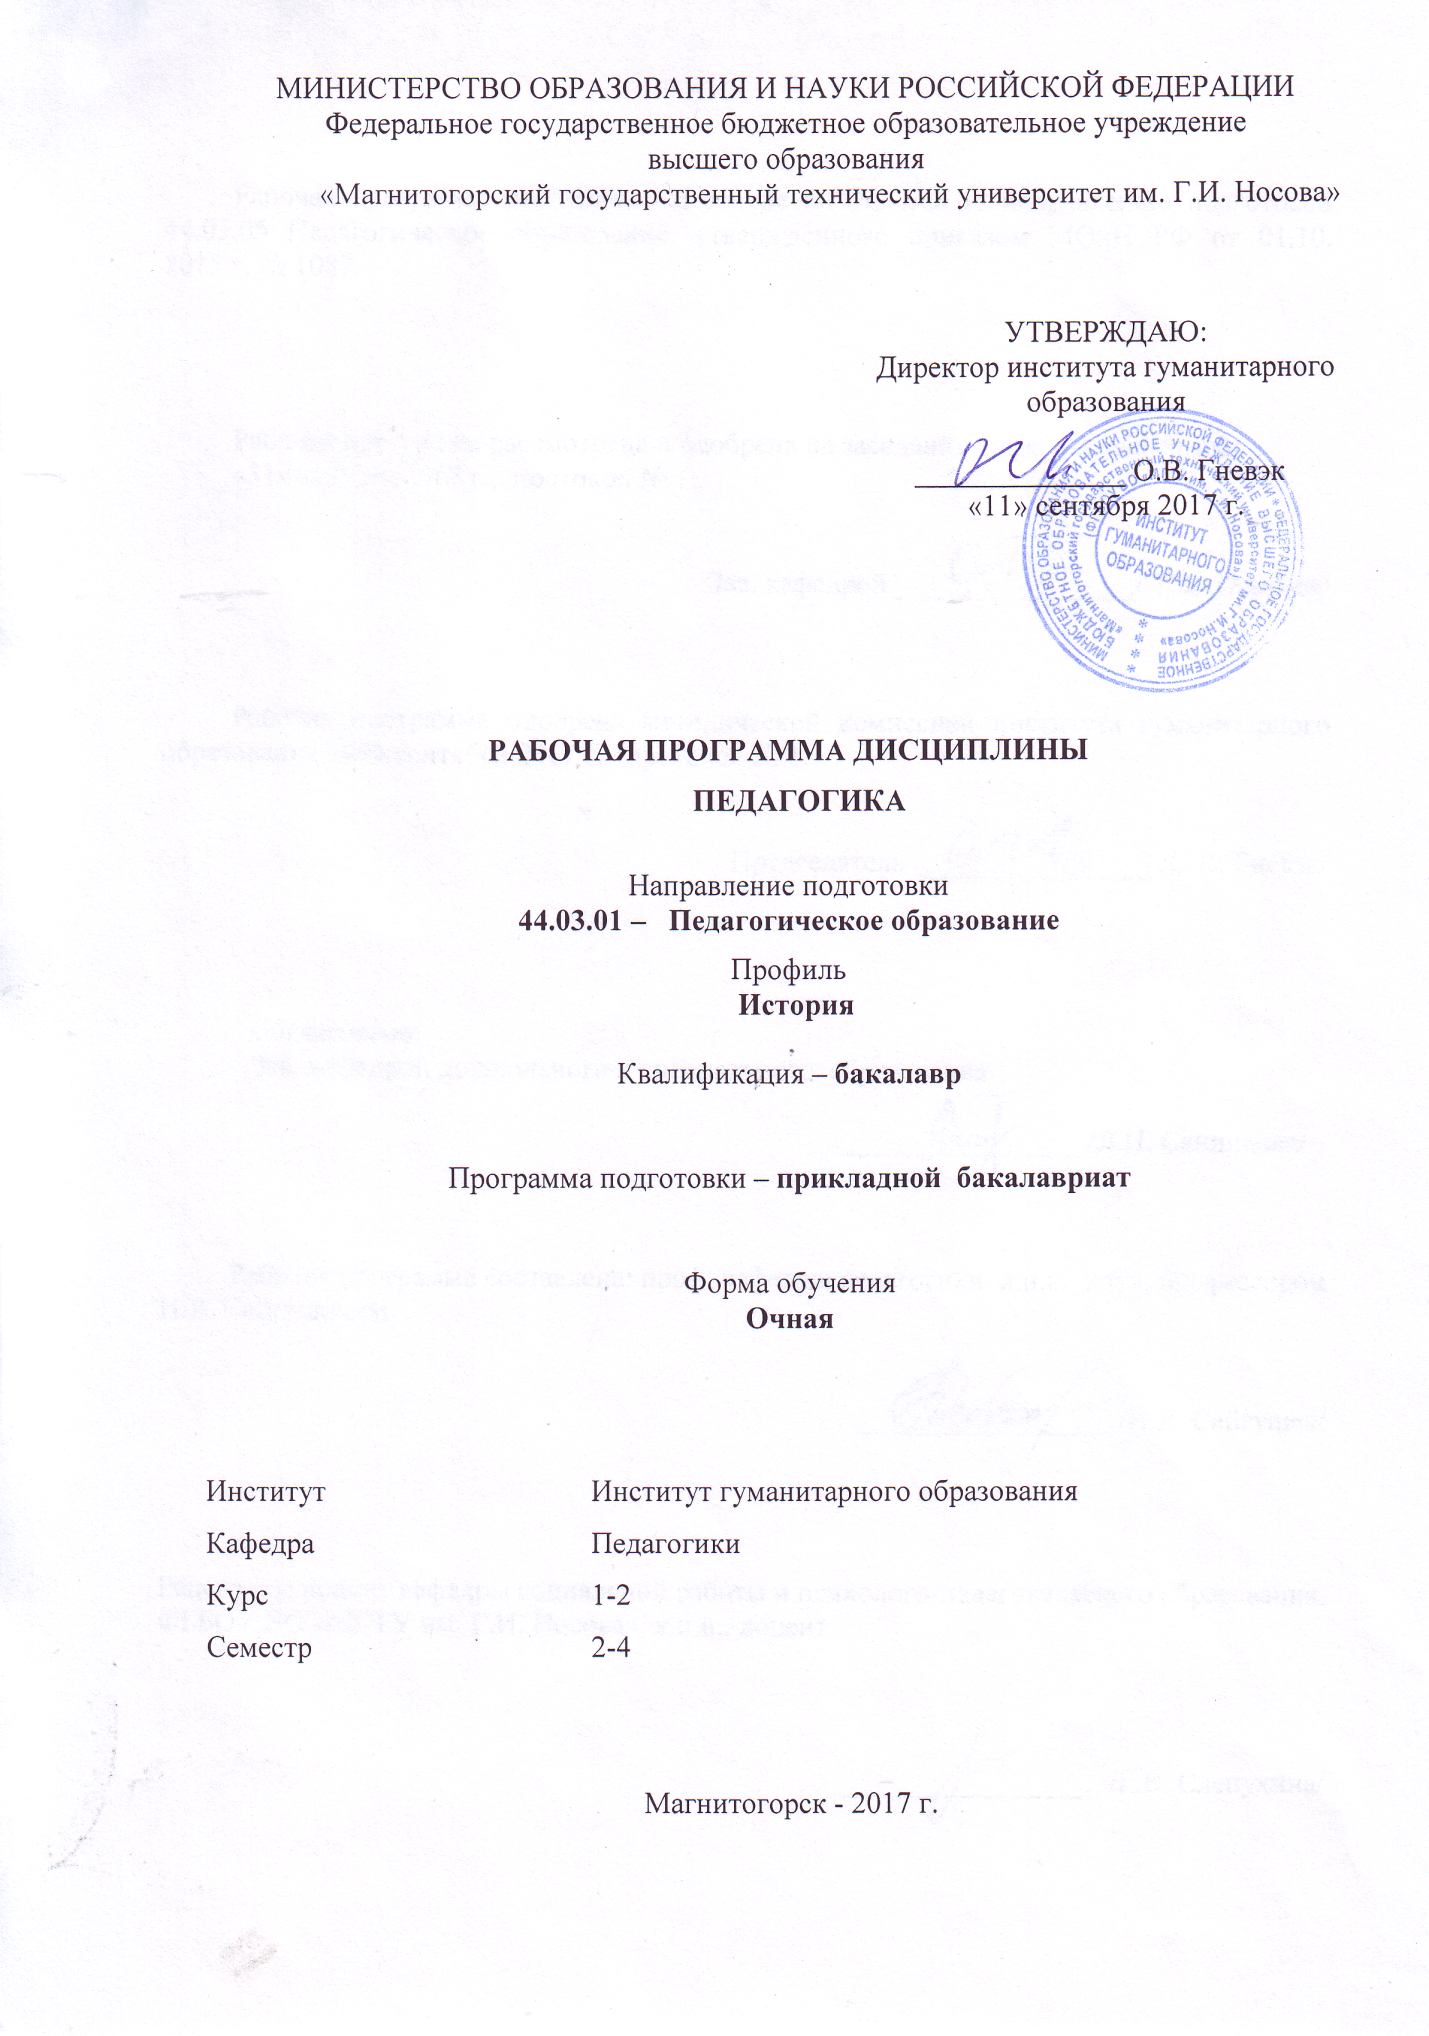 МИНИСТЕРСТВО ОБРАЗОВАНИЯ И НАУКИ РОССИЙСКОЙ ФЕДЕРАЦИИ
Федеральное государственное бюджетное образовательное учреждение
высшего образования
«Магнитогорский государственный технический университет им. Г.И. Носова»
УТВЕРЖДАЮ:
Директор института гуманитарного
образования
О.В. Гневэк
«11» сентября 2017 г.
ИНСТИТУТ
ГУМАНИТАРНОГО
ОБРАЗОВАНИЯ
РАБОЧАЯ ПРОГРАММА ДИСЦИПЛИНЫ
ПЕДАГОГИКА
Направление подготовки
44.03.01 – Педагогическое образование
Профиль
История
Квалификация – бакалавр
Программа подготовки – прикладной бакалавриат
Форма обучения
Очная
Институт Институт гуманитарного образования
Кафедра Педагогики
Курс 1-2
Семестр 2-4
Магнитогорск - 2017 г.